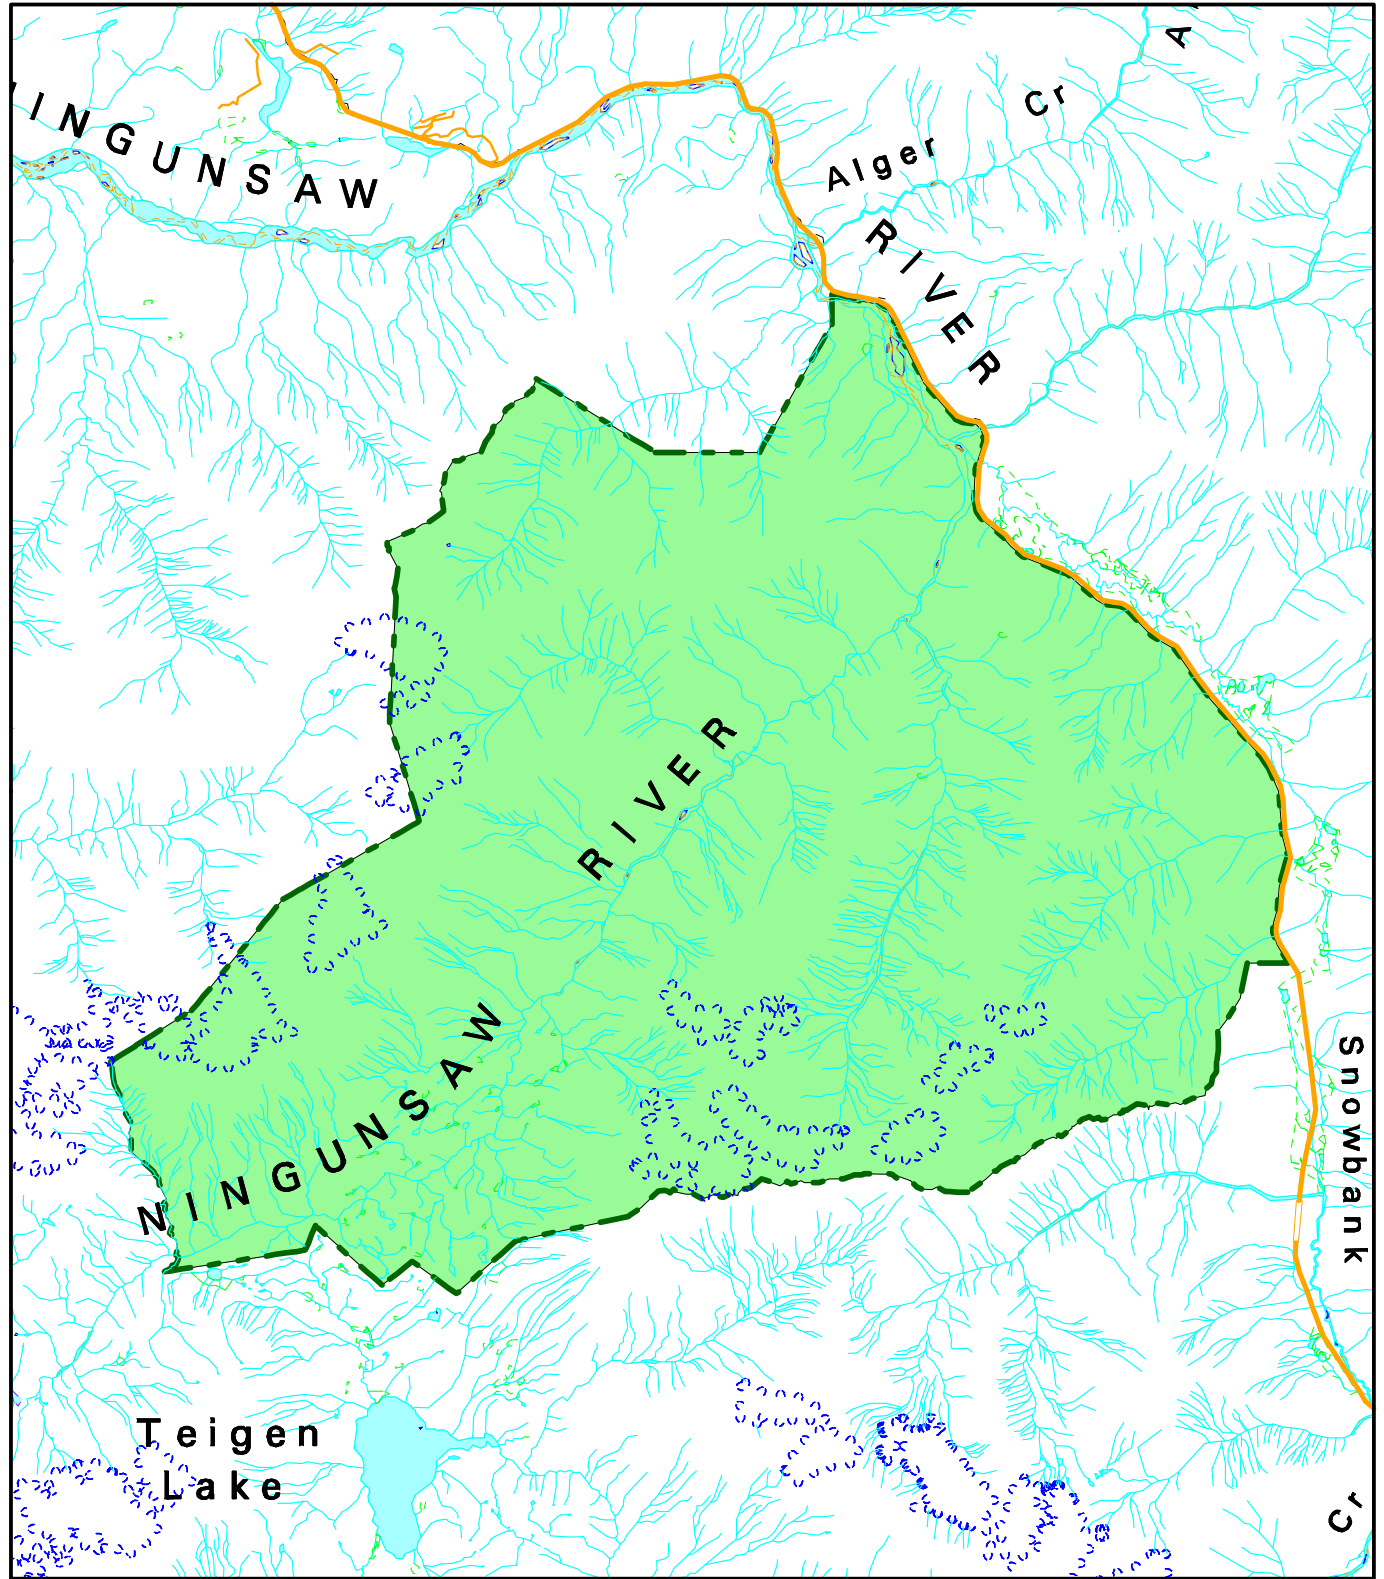 NINGUNSAW
RIVER
Alger Cr
NINGUNSAW RIVER
Snowbank
Cr
Teigen
Lake